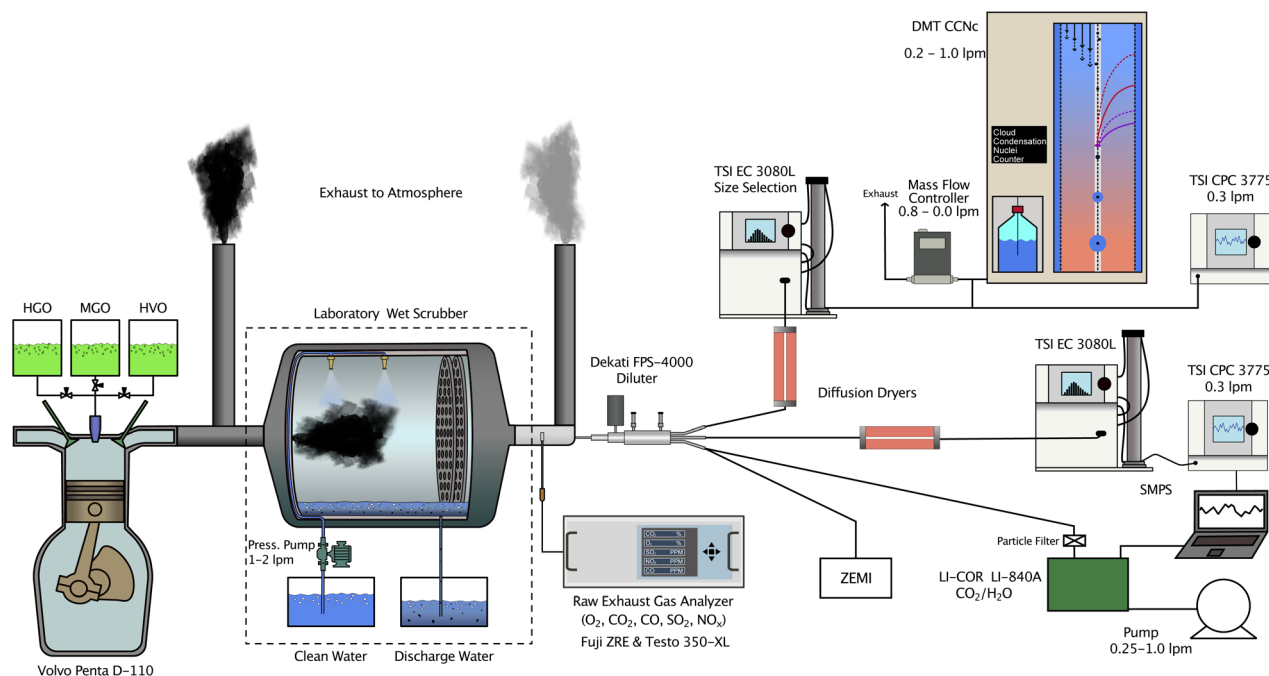 DMT CCNc
0.2 – 1.0 lpm
Cloud
Condensation
Nuclei
Counter
TSI EC 3080L
Size Selection
Exhaust
Mass Flow
Controller
0.8 – 0.0 lpm
TSI CPC 3775
0.3 lpm
Exhaust to Atmosphere
HGO
MGO
HVO
Laboratory Wet Scrubber
Dekati FPS-4000
Diluter
Diffusion Dryers
TSI EC 3080L
TSI CPC 3775
0.3 lpm
SMPS
Press. Pump
1-2 lpm
Clean Water
Discharge Water
Volvo Penta D-110
CO₂ %
O₂ %
SO₂ PPM
NOₓ PPM
CO PPM
Raw Exhaust Gas Analyzer
(O₂, CO₂, CO, SO₂, NOₓ)
Fuji ZRE & Testo 350-XL
ZEMI
Particle Filter
LI-COR LI-840A
CO₂/H₂O
Pump
0.25-1.0 lpm